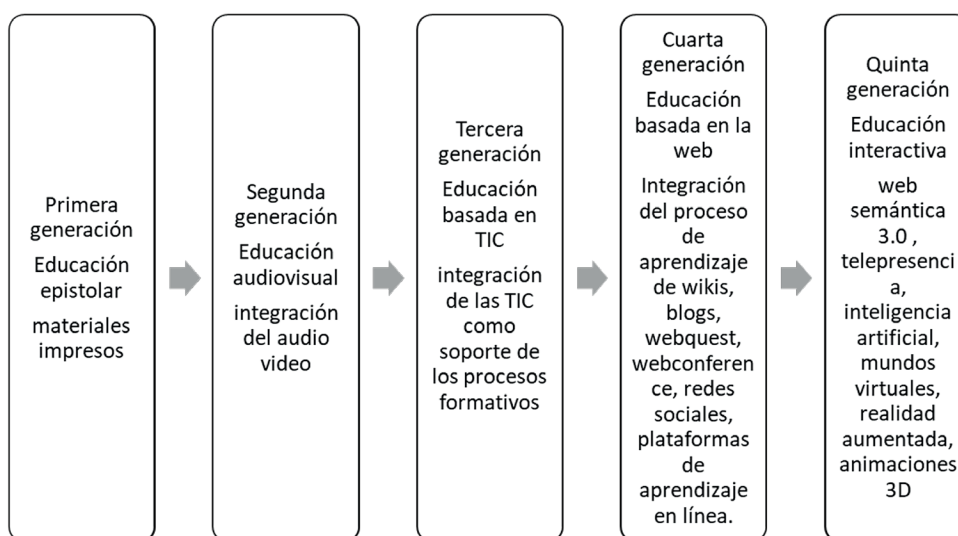 Primera
generación
Educación
epistolar
materiales
impresos
Segunda
generación
Educación
audiovisual
integración
del audio
video
Tercera
generación
Educación
basada en
TIC
integración
de las TIC
como
soporte de
los procesos
formativos
Cuarta
generación
Educación
basada en la
web
Integración
del proceso
de
aprendizaje
de wikis,
blogs,
webquest,
webconferen
ce, redes
sociales,
plataformas
de
aprendizaje
en línea.
Quinta
generación
Educación
interactiva
web
semántica
3.0 ,
telepresenci
a,
inteligencia
artificial,
mundos
virtuales,
realidad
aumentada,
animaciones
3D